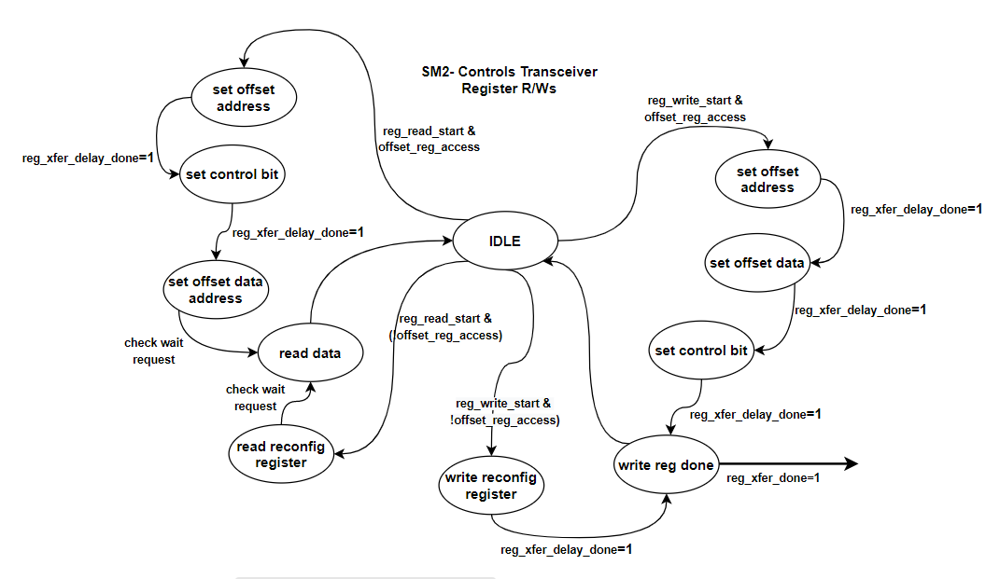 SM2- Controls Transceiver
Register R/Ws
set offset
address
reg_read_start &
offset_reg_access
reg_write_start &
offset_reg_access
reg_xfer_delay_done=1
set control bit
set offset
address
reg_xfer_delay_done=1
reg_xfer_delay_done=1
IDLE
set offset data
set offset data
address
reg_xfer_delay_done=1
reg_read_start &
(!offset_reg_access)
check wait
request
read data
set control bit
check wait
request
reg_write_start &
!offset_reg_access)
reg_xfer_delay_done=1
read reconfig
register
write reconfig
register
write reg done
reg_xfer_done=1
reg_xfer_delay_done=1